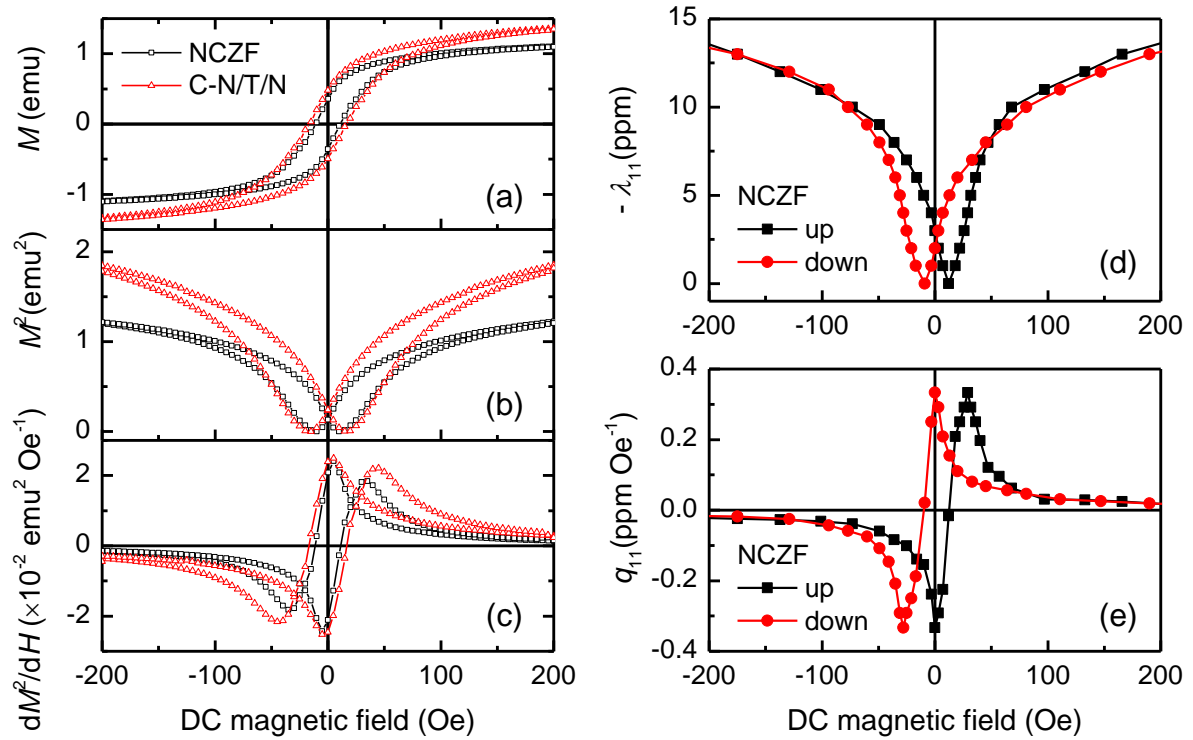 M (emu)
1
0
-1
NCZF
C-N/T/N
(a)
M² (emu²)
2
1
0
(b)
dM²/dH (×10⁻² emu² Oe⁻¹)
2
0
-2
(c)
-200 -100 0 100 200
DC magnetic field (Oe)
- λ₁₁ (ppm)
15
10
5
0
NCZF
up
down
(d)
-200 -100 0 100 200
q₁₁ (ppm Oe⁻¹)
0.4
0.2
0.0
-0.2
-0.4
NCZF
up
down
(e)
-200 -100 0 100 200
DC magnetic field (Oe)